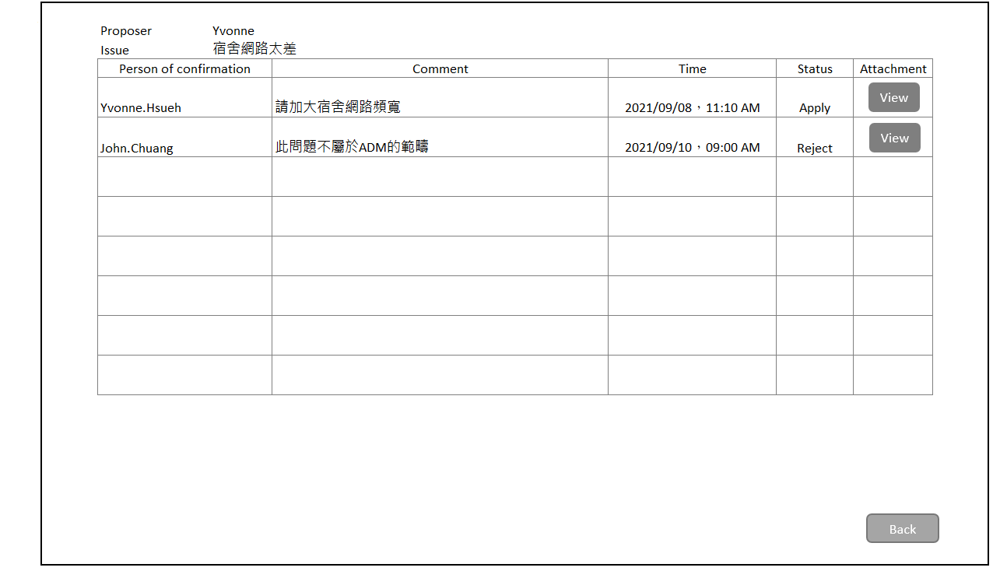 Proposer Yvonne
Issue 宿舍網路太差
Person of confirmation Comment Time Status Attachment
Yvonne.Hsueh 請加大宿舍網路頻寬 2021/09/08，11:10 AM Apply View
John.Chuang 此問題不屬於ADM的範疇 2021/09/10，09:00 AM Reject View
Back